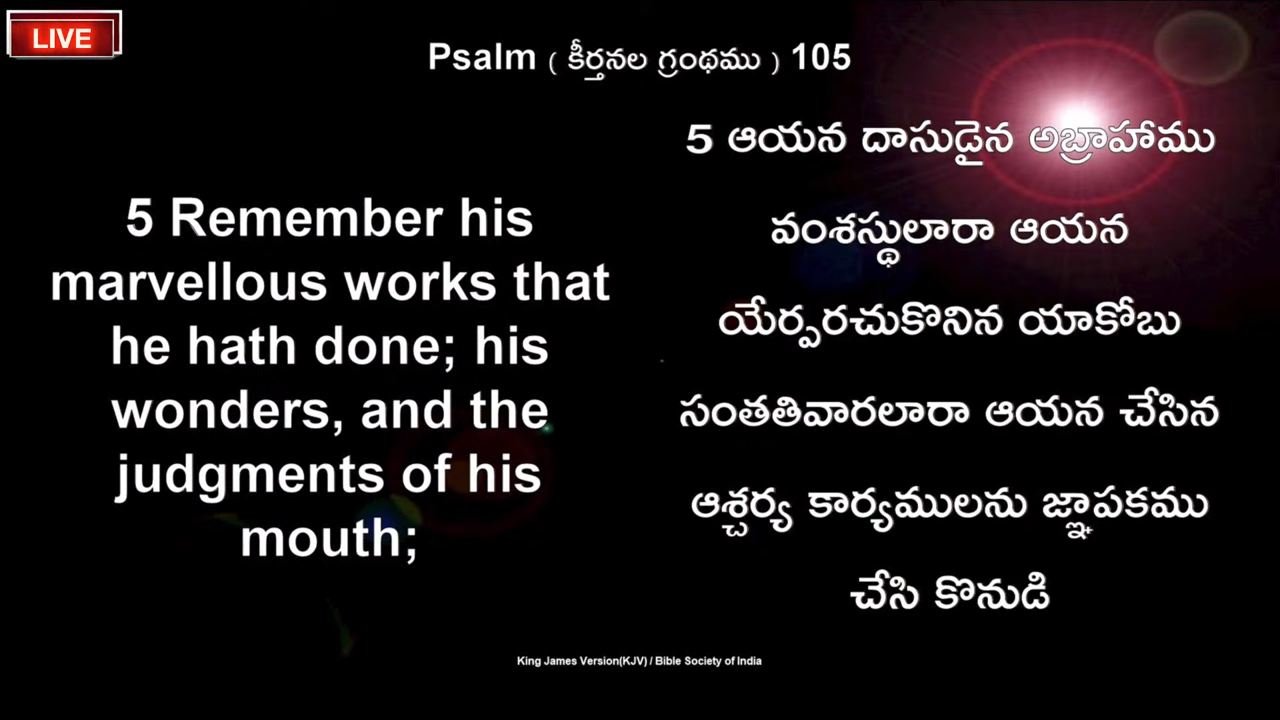 LIVE
Psalm ( కీర్తనల గ్రంథము ) 105
5 Remember his
marvellous works that
he hath done; his
wonders, and the
judgments of his
mouth;
5 ఆయన దాసుడైన అబ్రాహాము
వంశస్థులారా ఆయన
యేర్పరచుకొనిన యాకోబు
సంతతివారలారా ఆయన చేసిన
ఆశ్చర్య కార్యములను జ్ఞాపకము
చేసి కొనుడి
King James Version(KJV) / Bible Society of India